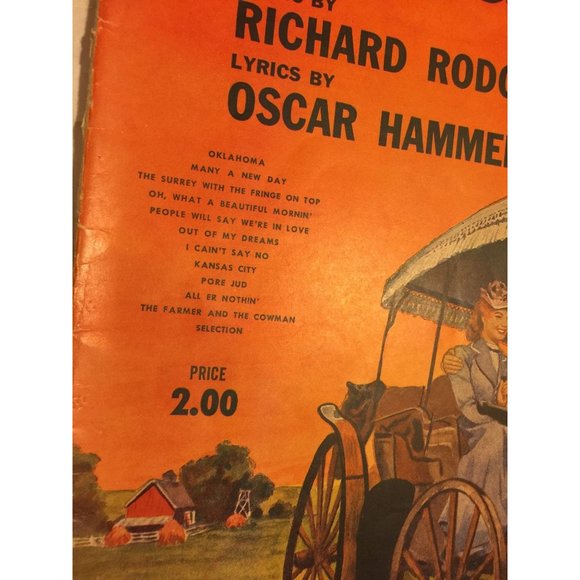 BY
RICHARD RODG
LYRICS BY
OSCAR HAMME
OKLAHOMA
MANY A NEW DAY
THE SURREY WITH THE FRINGE ON TOP
OH, WHAT A BEAUTIFUL MORNIN'
PEOPLE WILL SAY WE'RE IN LOVE
OUT OF MY DREAMS
I CAIN'T SAY NO
KANSAS CITY
PORE JUD
ALL ER NOTHIN'
THE FARMER AND THE COWMAN
SELECTION
PRICE
2.00